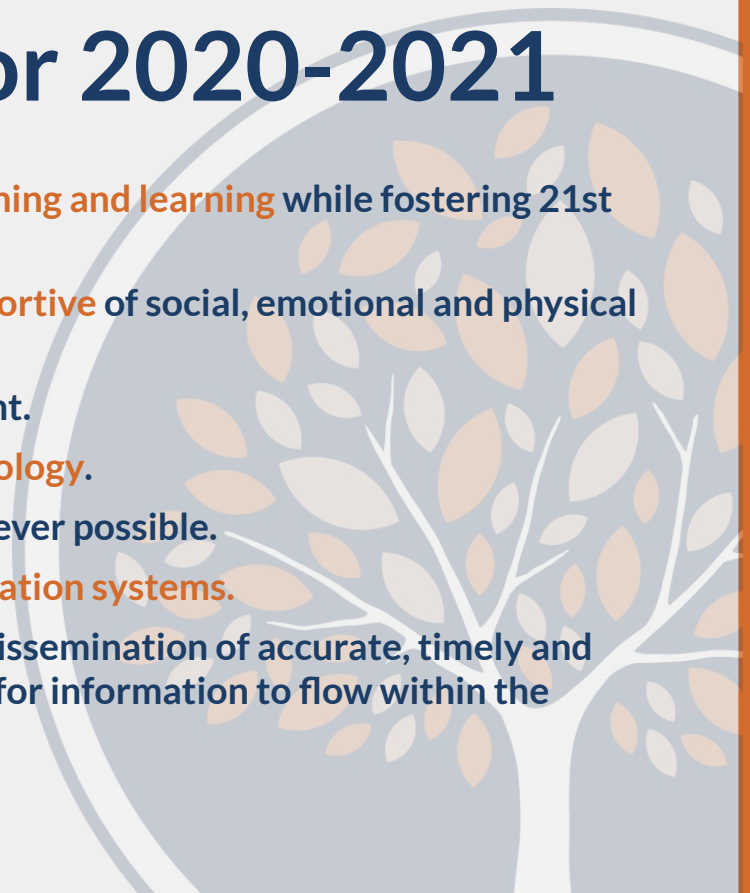 or 2020-2021
ning and learning while fostering 21st
ortive of social, emotional and physical
nt.
ology.
ever possible.
ation systems.
issemination of accurate, timely and
for information to flow within the